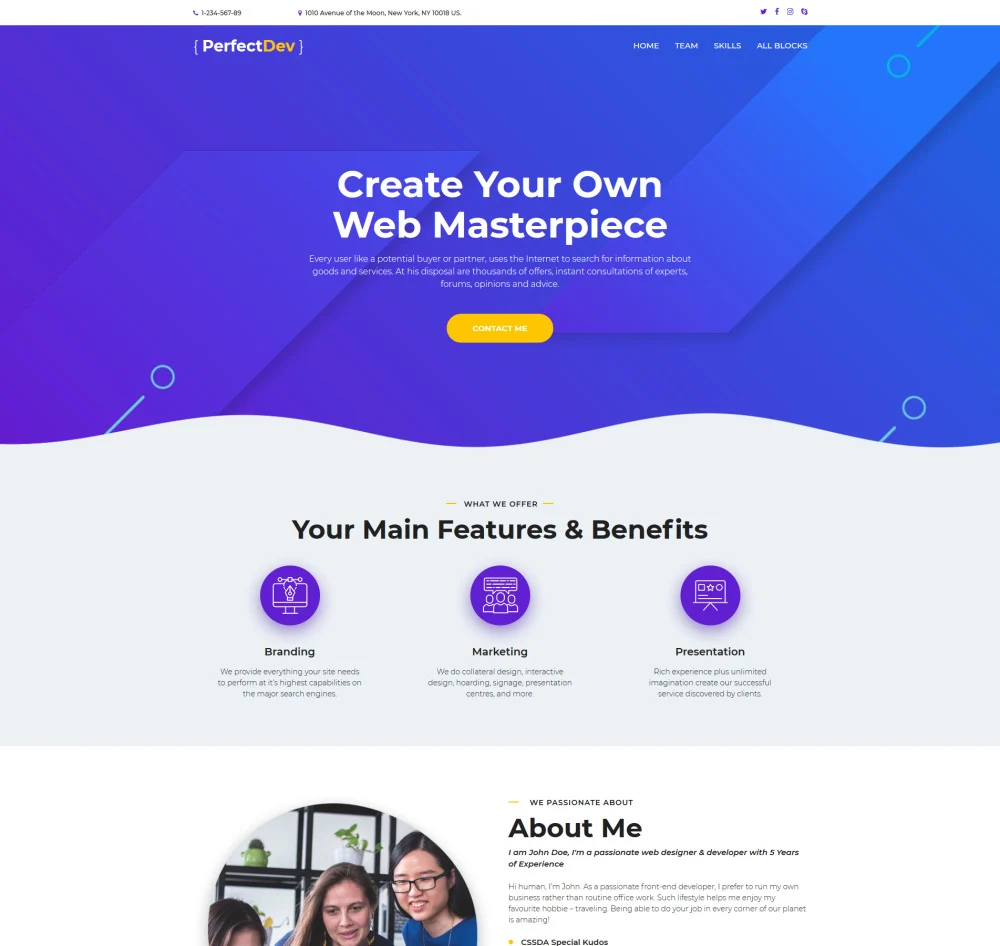 1-234-567-89
1010 Avenue of the Moon, New York, NY 10018 US.
{ PerfectDev }
HOME TEAM SKILLS ALL BLOCKS
Create Your Own
Web Masterpiece
Every user like a potential buyer or partner, uses the Internet to search for information about
goods and services. At his disposal are thousands of offers, instant consultations of experts,
forums, opinions and advice.
CONTACT ME
WHAT WE OFFER
Your Main Features & Benefits
Branding
We provide everything your site needs
to perform at it's highest capabilities on
the major search engines.
Marketing
We do collateral design, interactive
design, hoarding, signage, presentation
centres, and more.
Presentation
Rich experience plus unlimited
imagination create our successful
service discovered by clients.
WE PASSIONATE ABOUT
About Me
I am John Doe, I'm a passionate web designer & developer with 5 Years
of Experience
Hi human, I'm John. As a passionate front-end developer, I prefer to run my own
business rather than routine office work. Such lifestyle helps me enjoy my
favourite hobbie – traveling. Being able to do your job in every corner of our planet
is amazing!
CSSDA Special Kudos